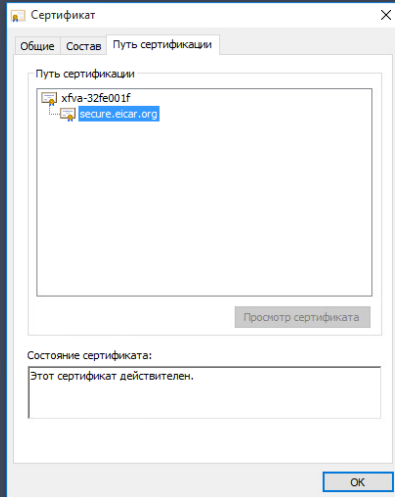 Сертификат
Общие Состав Путь сертификации
Путь сертификации
xfva-32fe001f
secure.eicar.org
Просмотр сертификата
Состояние сертификата:
Этот сертификат действителен.
OK